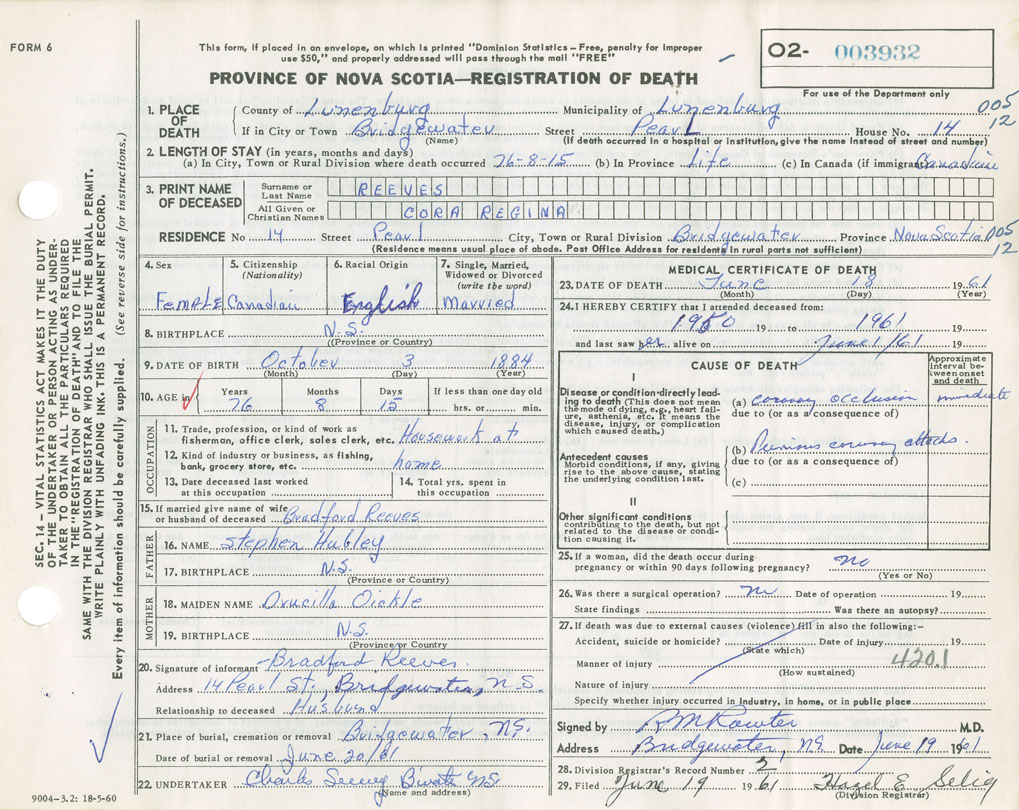 FORM 6
This form, if placed in an envelope, on which is printed "Dominion Statistics – Free, penalty for improper
use $50," and properly addressed will pass through the mail "FREE"
PROVINCE OF NOVA SCOTIA—REGISTRATION OF DEATH
O2- 003932
For use of the Department only
SEC. 14 – VITAL STATISTICS ACT MAKES IT THE DUTY
OF THE UNDERTAKER OR PERSON ACTING AS UNDER-
TAKER TO OBTAIN ALL THE PARTICULARS REQUIRED
IN THE "REGISTRATION OF DEATH" AND TO FILE THE
SAME WITH THE DIVISION REGISTRAR WHO SHALL ISSUE THE BURIAL PERMIT.
WRITE PLAINLY WITH UNFADING INK. THIS IS A PERMANENT RECORD.
Every item of information should be carefully supplied. (See reverse side for instructions.)
1. PLACE OF DEATH
County of Lunenburg Municipality of Lunenburg 005
If in City or Town Bridgewater Street Pearl House No. 14 12
(Name) (If death occurred in a hospital or institution, give the name instead of street and number)
2. LENGTH OF STAY (in years, months and days)
(a) In City, Town or Rural Division where death occurred 76-8-15 (b) In Province Life (c) In Canada (if immigrant) Canadian
3. PRINT NAME OF DECEASED
Surname or Last Name REEVES
All Given or Christian Names CORA REGINA
RESIDENCE No 14 Street Pearl City, Town or Rural Division Bridgewater Province Nova Scotia 005
(Residence means usual place of abode. Post Office Address for residents in rural parts not sufficient) 12
4. Sex FEMALE
5. Citizenship (Nationality) Canadian
6. Racial Origin English
7. Single, Married, Widowed or Divorced (write the word) Married
8. BIRTHPLACE N.S.
(Province or Country)
9. DATE OF BIRTH October 3 1884
(Month) (Day) (Year)
10. AGE in Years Months Days If less than one day old
76 8 15 hrs. or min.
OCCUPATION
11. Trade, profession, or kind of work as
fisherman, office clerk, sales clerk, etc. Housework at
12. Kind of industry or business, as fishing,
bank, grocery store, etc. home
13. Date deceased last worked
at this occupation
14. Total yrs. spent in
this occupation
15. If married give name of wife
or husband of deceased Bradford Reeves
FATHER
16. NAME Stephen Hubley
17. BIRTHPLACE N.S.
(Province or Country)
MOTHER
18. MAIDEN NAME Drucilla Oickle
19. BIRTHPLACE N.S.
(Province or Country)
20. Signature of informant Bradford Reeves
Address 14 Pearl St., Bridgewater, N.S.
Relationship to deceased Husband
21. Place of burial, cremation or removal Bridgewater, N.S.
Date of burial or removal June 20/61
22. UNDERTAKER Charles N.S.
(Name and address)
9004-3.2: 18-5-60
MEDICAL CERTIFICATE OF DEATH
23. DATE OF DEATH June 18 1961
(Month) (Day) (Year)
24. I HEREBY CERTIFY that I attended deceased from:
1950 19 to 1961 19
and last saw her alive on June 1/61 19
CAUSE OF DEATH
Approximate interval between onset and death
I
Disease or condition directly lead-
ing to death (This does not mean
the mode of dying, e.g., heart fail-
ure, asthenia, etc. It means the
disease, injury, or complication
which caused death.)
(a) coronary occlusion immediate
due to (or as a consequence of)
Antecedent causes
Morbid conditions, if any, giving
rise to the above cause, stating
the underlying condition last.
(b) Previous coronary attacks.
due to (or as a consequence of)
(c)
II
Other significant conditions
contributing to the death, but not
related to the disease or condi-
tion causing it.
25. If a woman, did the death occur during
pregnancy or within 90 days following pregnancy? no
(Yes or No)
26. Was there a surgical operation? no Date of operation 19
State findings Was there an autopsy?
27. If death was due to external causes (violence) fill in also the following:–
Accident, suicide or homicide? Date of injury 19
(State which)
Manner of injury 420.1
(How sustained)
Nature of injury
Specify whether injury occurred in industry, in home, or in public place
Signed by M.D.
Address Bridgewater, N.S. Date June 19 1961
28. Division Registrar's Record Number
29. Filed June 19 1961 Hazel E. Selig
(Division Registrar)